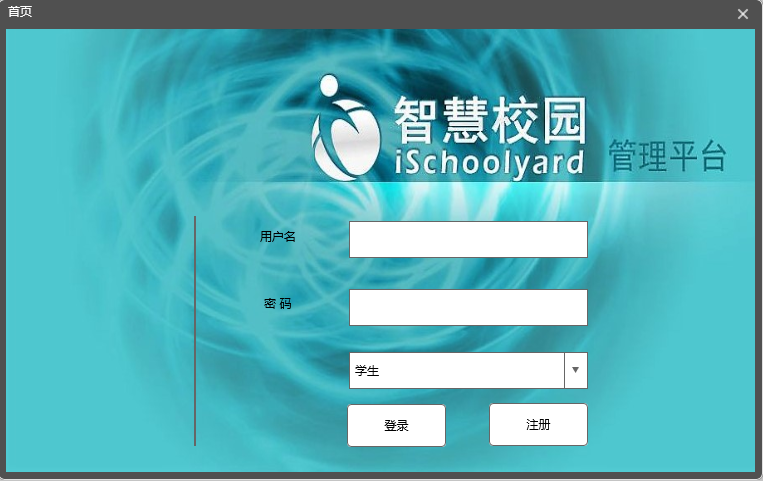 首页
智慧校园
iSchoolyard
管理平台
用户名
密 码
学生
登录
注册